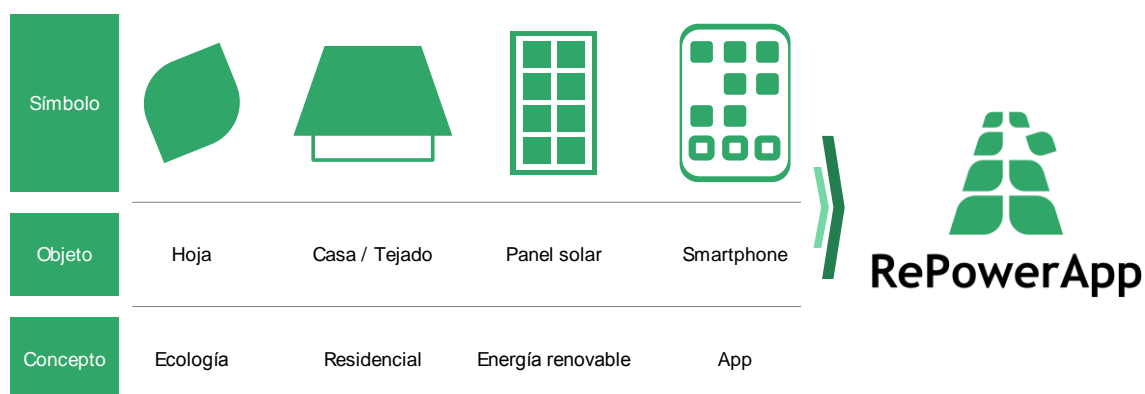 Símbolo
Objeto
Hoja
Casa / Tejado
Panel solar
Smartphone
RePowerApp
Concepto
Ecología
Residencial
Energía renovable
App